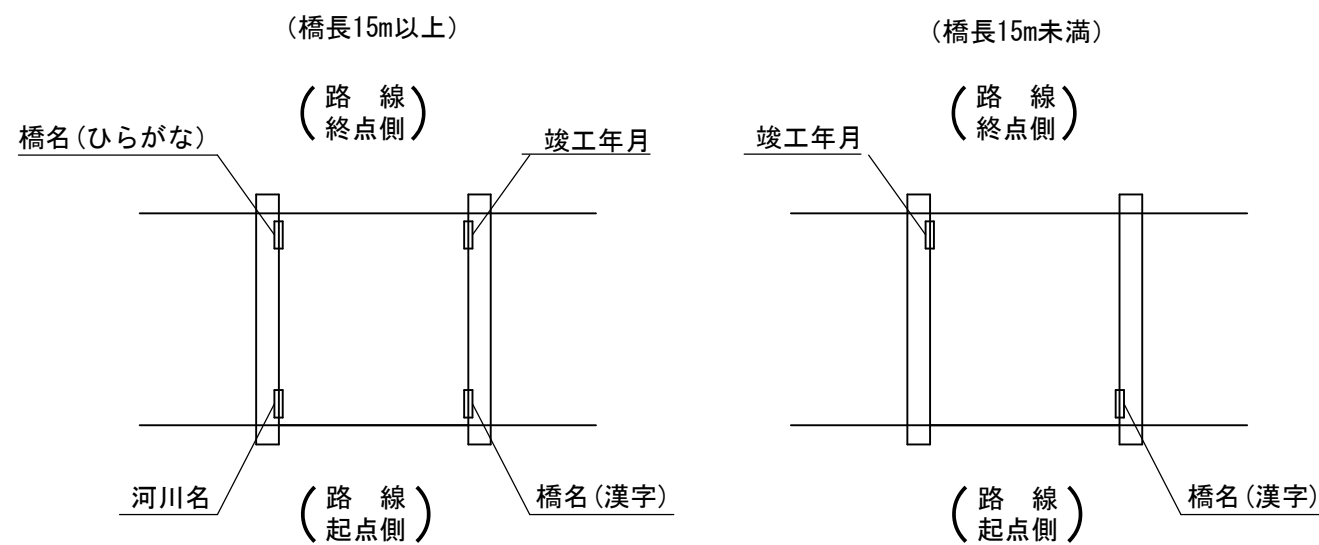 (橋長15m以上)
(路 線
終点側)
橋名(ひらがな)
竣工年月
河川名
(路 線
起点側)
橋名(漢字)
(橋長15m未満)
(路 線
終点側)
竣工年月
(路 線
起点側)
橋名(漢字)